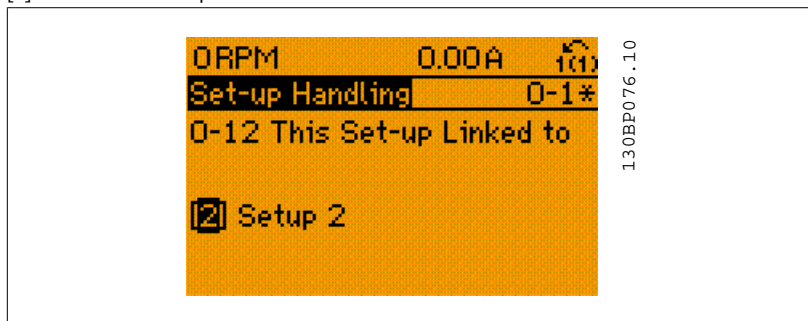 0RPM 0.00A 1(1)
Set-up Handling 0-1*
0-12 This Set-up Linked to
[2] Setup 2
130BP076.10